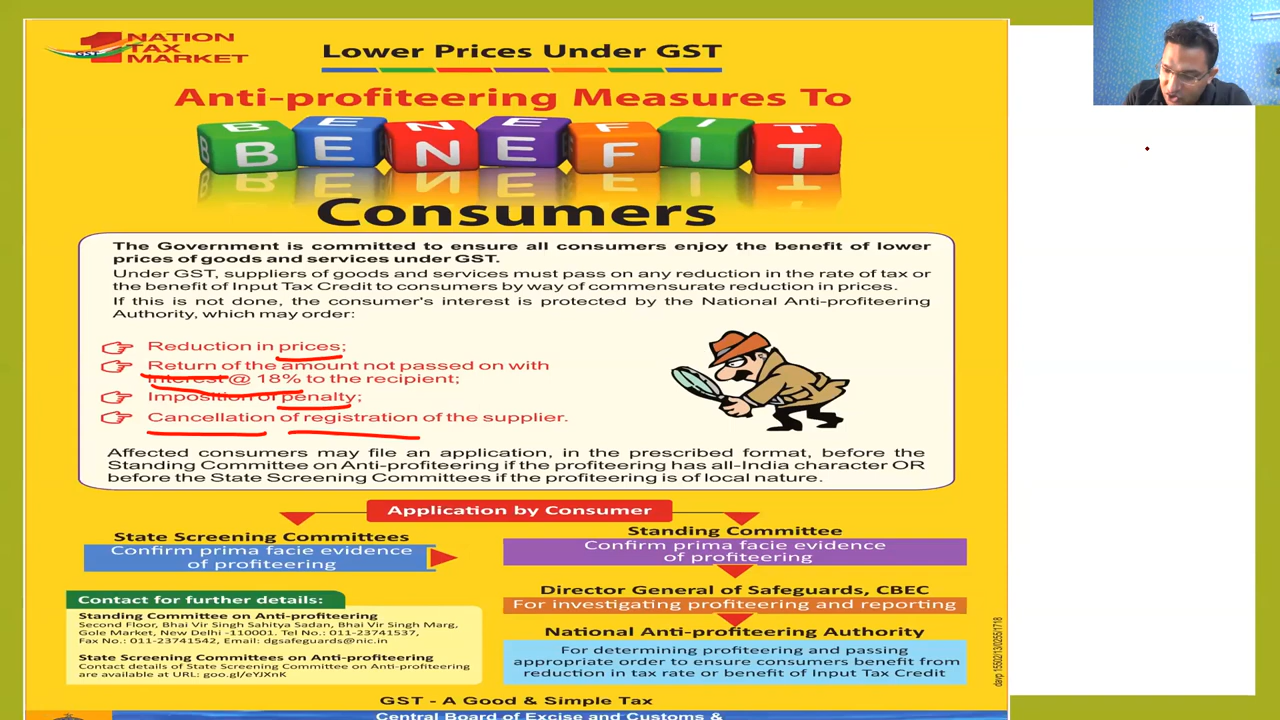 1 NATION
TAX
MARKET
GST
Lower Prices Under GST
Anti-profiteering Measures To
BENEFIT
BENEFIT
Consumers
The Government is committed to ensure all consumers enjoy the benefit of lower
prices of goods and services under GST.
Under GST, suppliers of goods and services must pass on any reduction in the rate of tax or
the benefit of Input Tax Credit to consumers by way of commensurate reduction in prices.
If this is not done, the consumer's interest is protected by the National Anti-profiteering
Authority, which may order:
Reduction in prices;
Return of the amount not passed on with
interest @ 18% to the recipient;
Imposition of penalty;
Cancellation of registration of the supplier.
Affected consumers may file an application, in the prescribed format, before the
Standing Committee on Anti-profiteering if the profiteering has all-India character OR
before the State Screening Committees if the profiteering is of local nature.
Application by Consumer
State Screening Committees
Confirm prima facie evidence
of profiteering
Standing Committee
Confirm prima facie evidence
of profiteering
Director General of Safeguards, CBEC
For investigating profiteering and reporting
National Anti-profiteering Authority
For determining profiteering and passing
appropriate order to ensure consumers benefit from
reduction in tax rate or benefit of Input Tax Credit
Contact for further details:
Standing Committee on Anti-profiteering
Second Floor, Bhai Vir Singh Sahitya Sadan, Bhai Vir Singh Marg,
Gole Market, New Delhi -110001. Tel No.: 011-23741537,
Fax No.: 011-23741542, Email: dgsafeguards@nic.in
State Screening Committees on Anti-profiteering
Contact details of State Screening Committee on Anti-profiteering
are available at URL: goo.gl/eYJXnK
davp 15502/13/0255/1718
GST - A Good & Simple Tax
Central Board of Excise and Customs &